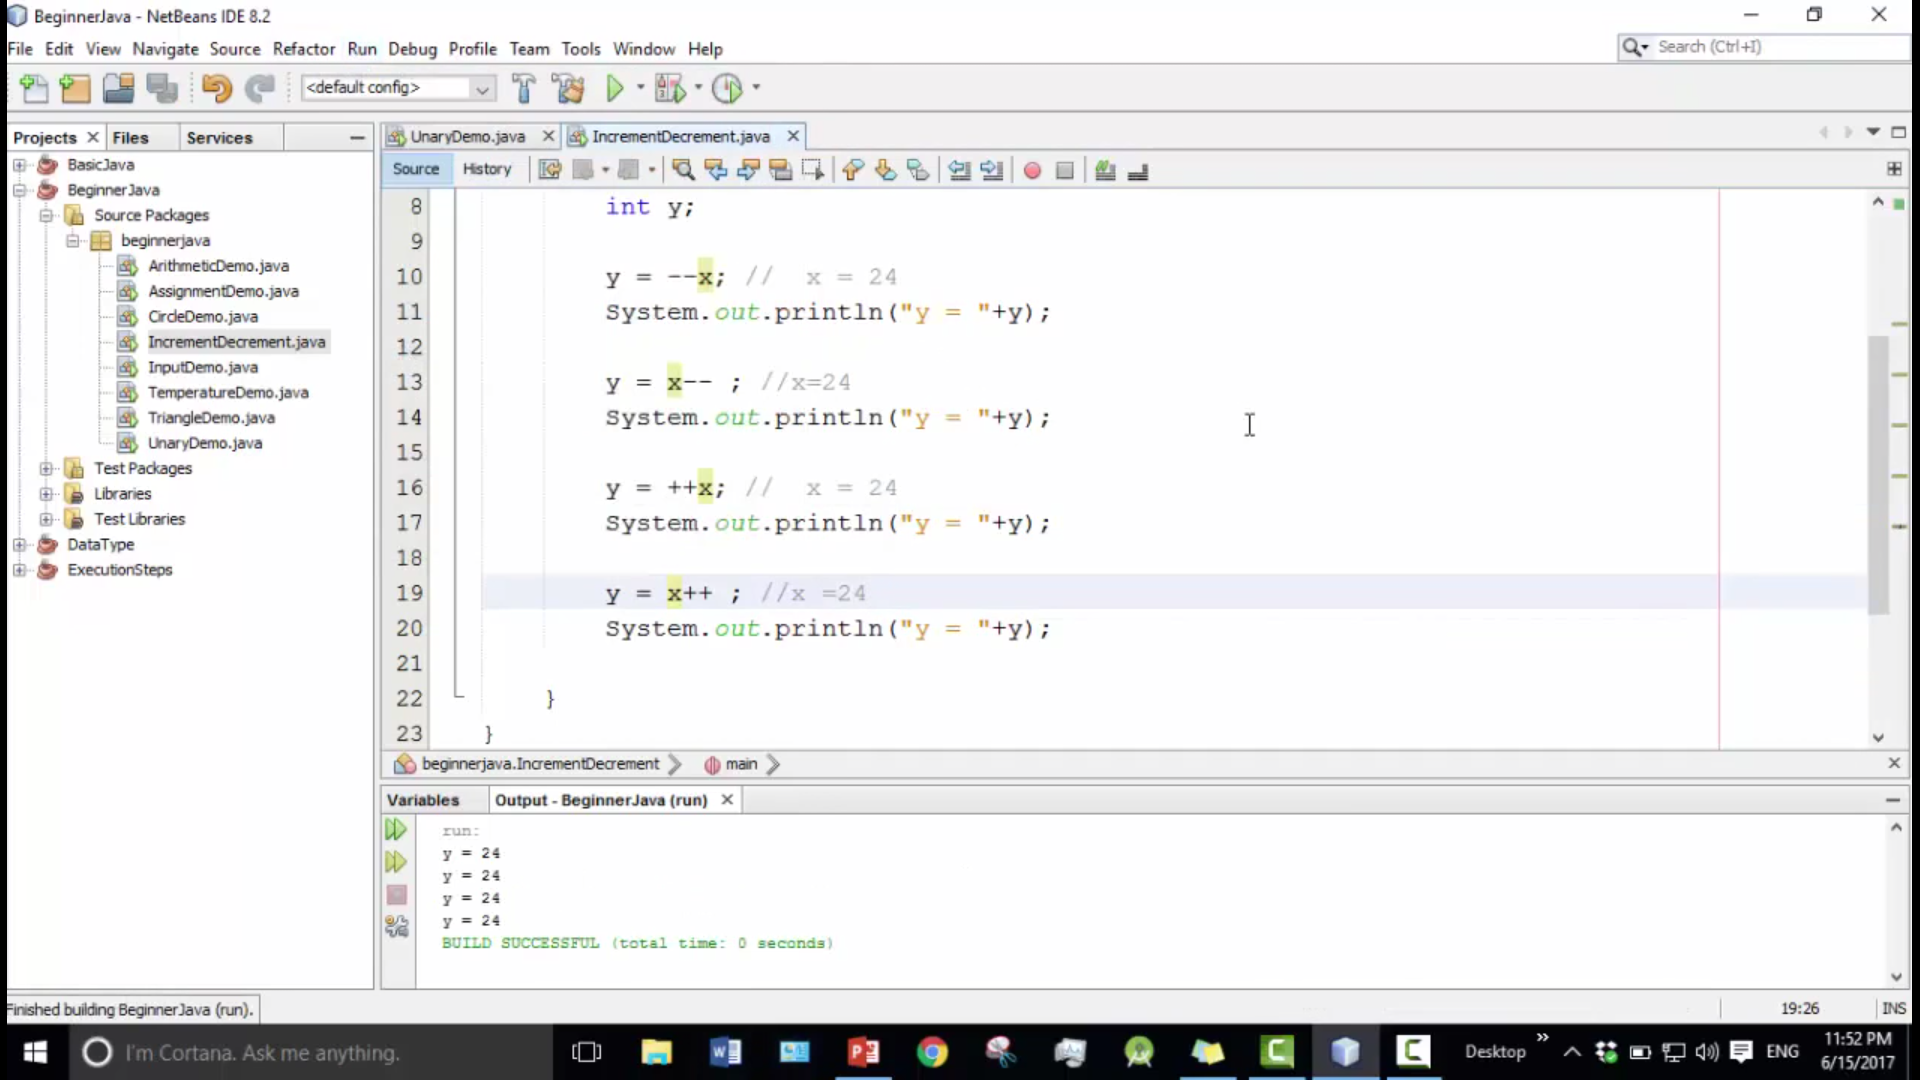 BeginnerJava - NetBeans IDE 8.2
File Edit View Navigate Source Refactor Run Debug Profile Team Tools Window Help
Search (Ctrl+I)
<default config>
Projects Files Services
BasicJava
BeginnerJava
Source Packages
beginnerjava
ArithmeticDemo.java
AssignmentDemo.java
CircleDemo.java
IncrementDecrement.java
InputDemo.java
TemperatureDemo.java
TriangleDemo.java
UnaryDemo.java
Test Packages
Libraries
Test Libraries
DataType
ExecutionSteps
UnaryDemo.java IncrementDecrement.java
Source History
8 int y;
9
10 y = --x; // x = 24
11 System.out.println("y = "+y);
12
13 y = x-- ; //x=24
14 System.out.println("y = "+y);
15
16 y = ++x; // x = 24
17 System.out.println("y = "+y);
18
19 y = x++ ; //x =24
20 System.out.println("y = "+y);
21
22 }
23 }
beginnerjava.IncrementDecrement main
Variables Output - BeginnerJava (run)
run:
y = 24
y = 24
y = 24
y = 24
BUILD SUCCESSFUL (total time: 0 seconds)
Finished building BeginnerJava (run).
19:26 INS
I'm Cortana. Ask me anything.
Desktop
ENG
11:52 PM
6/15/2017